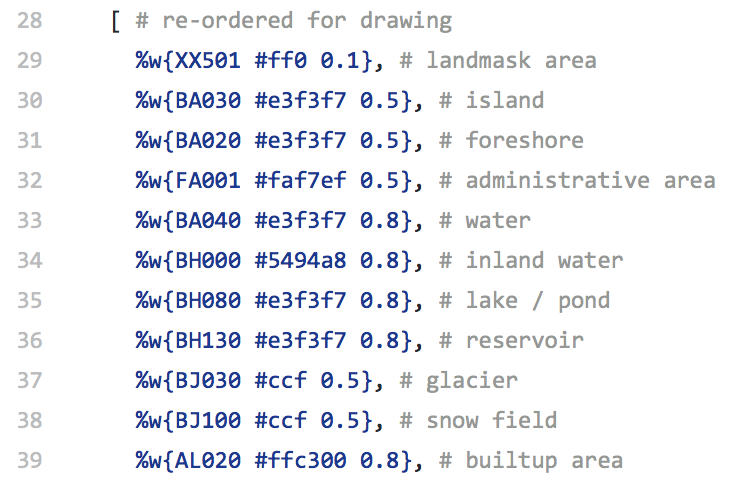 28 [ # re-ordered for drawing
29 %w{XX501 #ff0 0.1}, # landmask area
30 %w{BA030 #e3f3f7 0.5}, # island
31 %w{BA020 #e3f3f7 0.5}, # foreshore
32 %w{FA001 #faf7ef 0.5}, # administrative area
33 %w{BA040 #e3f3f7 0.8}, # water
34 %w{BH000 #5494a8 0.8}, # inland water
35 %w{BH080 #e3f3f7 0.8}, # lake / pond
36 %w{BH130 #e3f3f7 0.8}, # reservoir
37 %w{BJ030 #ccf 0.5}, # glacier
38 %w{BJ100 #ccf 0.5}, # snow field
39 %w{AL020 #ffc300 0.8}, # builtup area